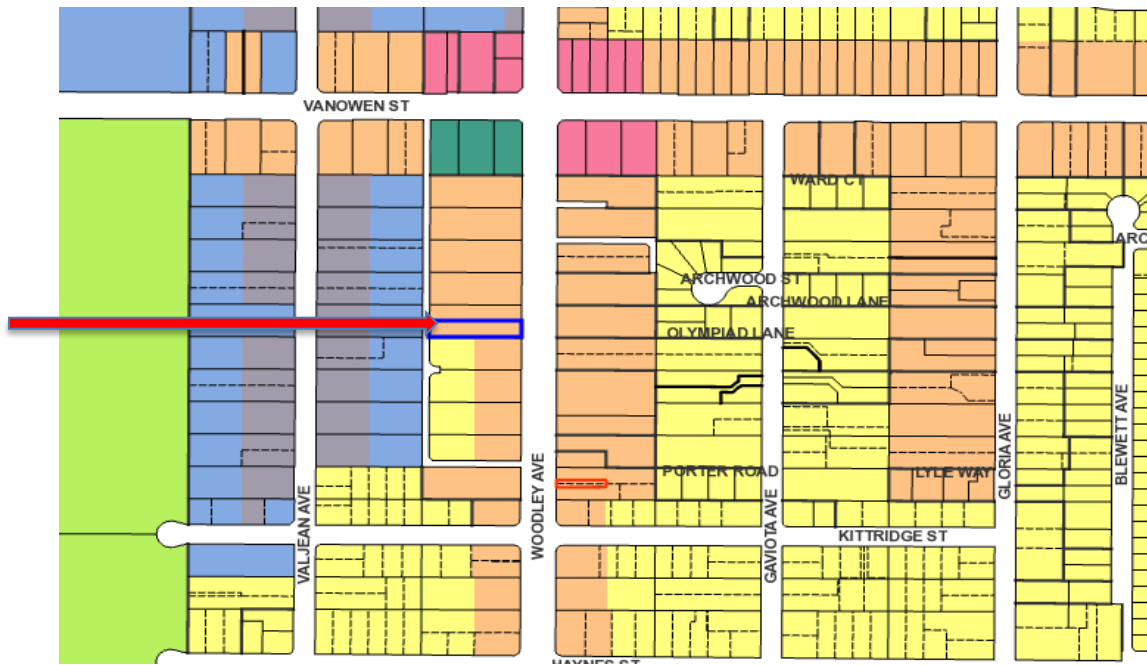 VANOWEN ST
WARD CT
ARCHWOOD ST
ARCHWOOD LANE
OLYMPIAD LANE
PORTER ROAD
LYLE WAY
KITTRIDGE ST
VALJEAN AVE
WOODLEY AVE
GAVIOTA AVE
GLORIA AVE
BLEWETT AVE